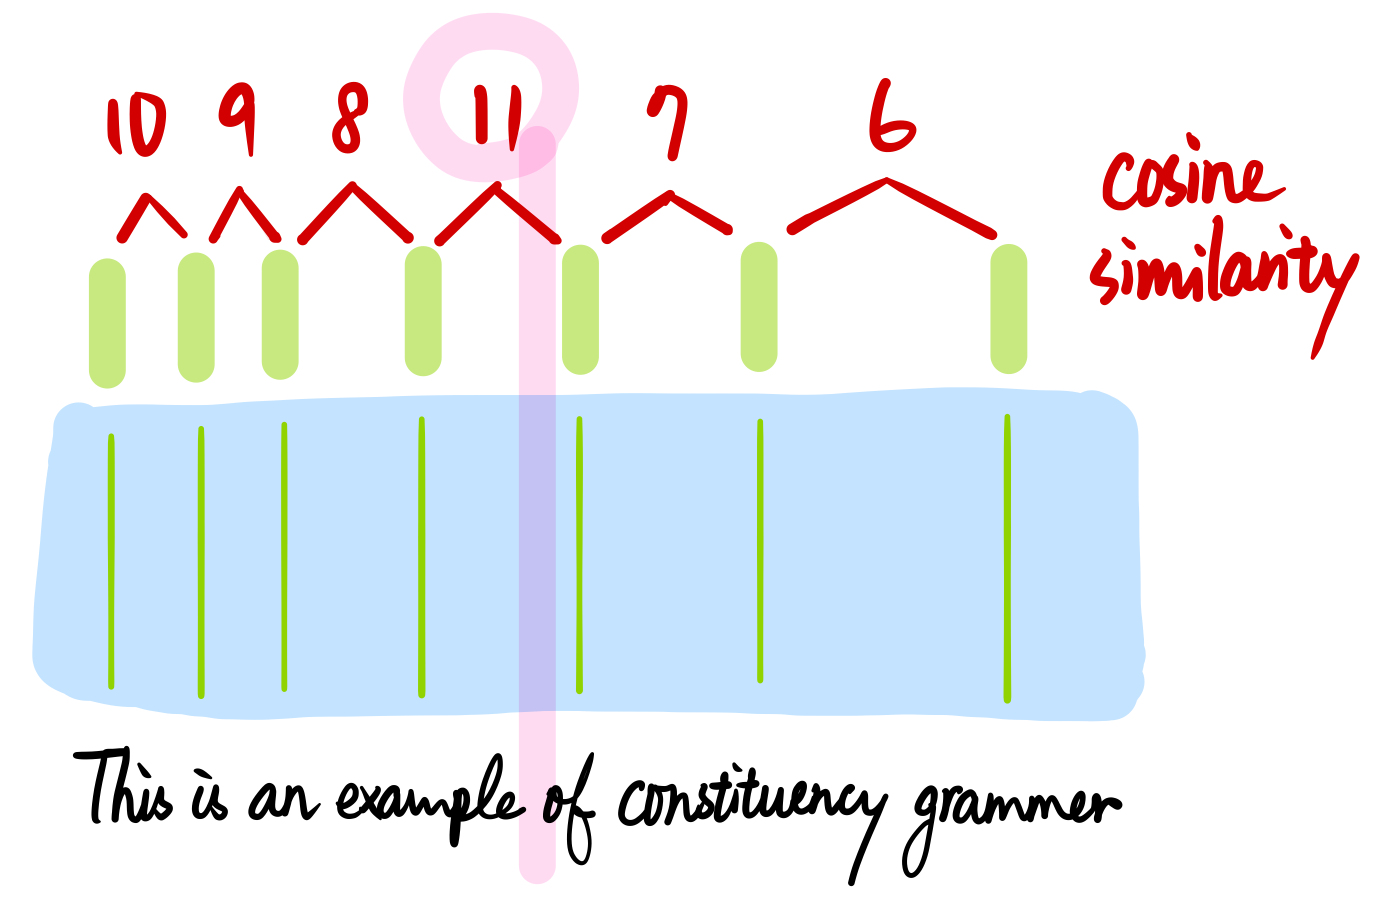 10 9 8 11 7 6
cosine
similarity
This is an example of constituency grammer